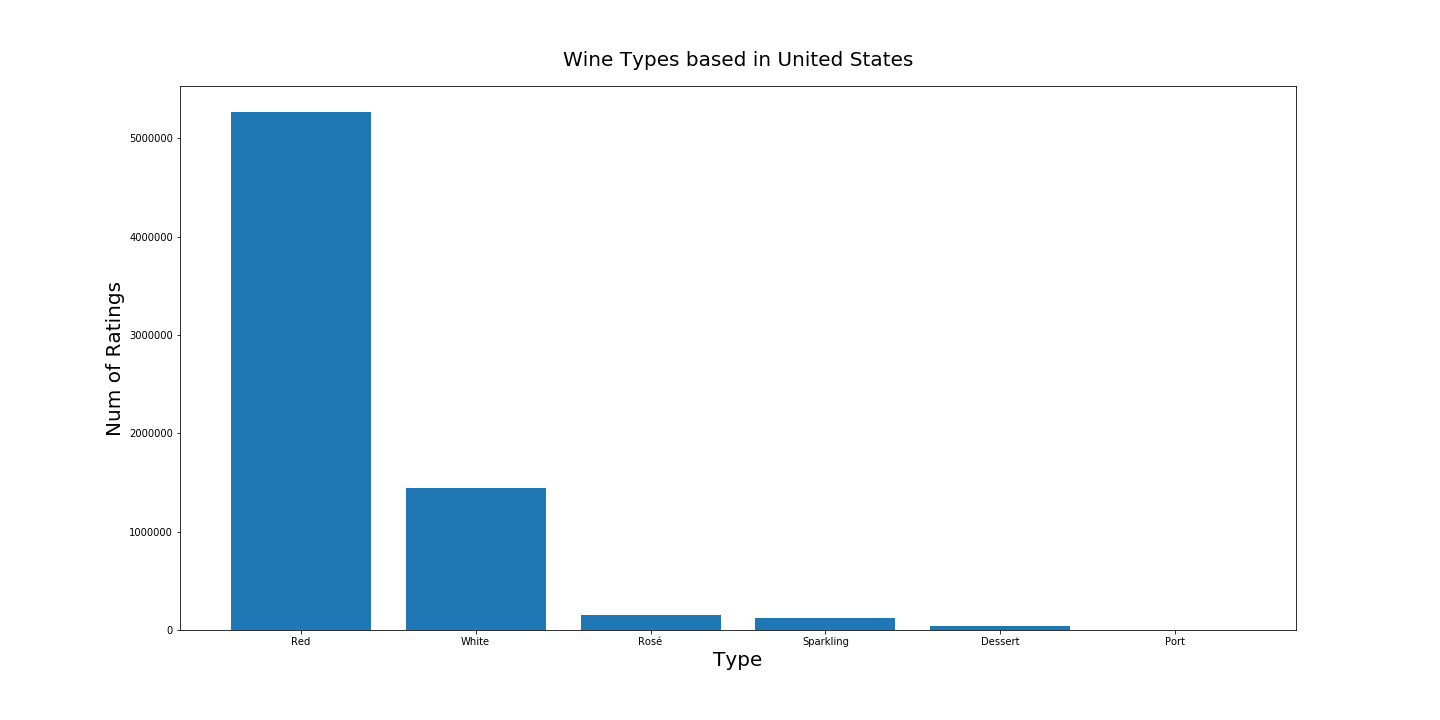 Wine Types based in United States
Num of Ratings
5000000
4000000
3000000
2000000
1000000
0
Red White Rosé Sparkling Dessert Port
Type